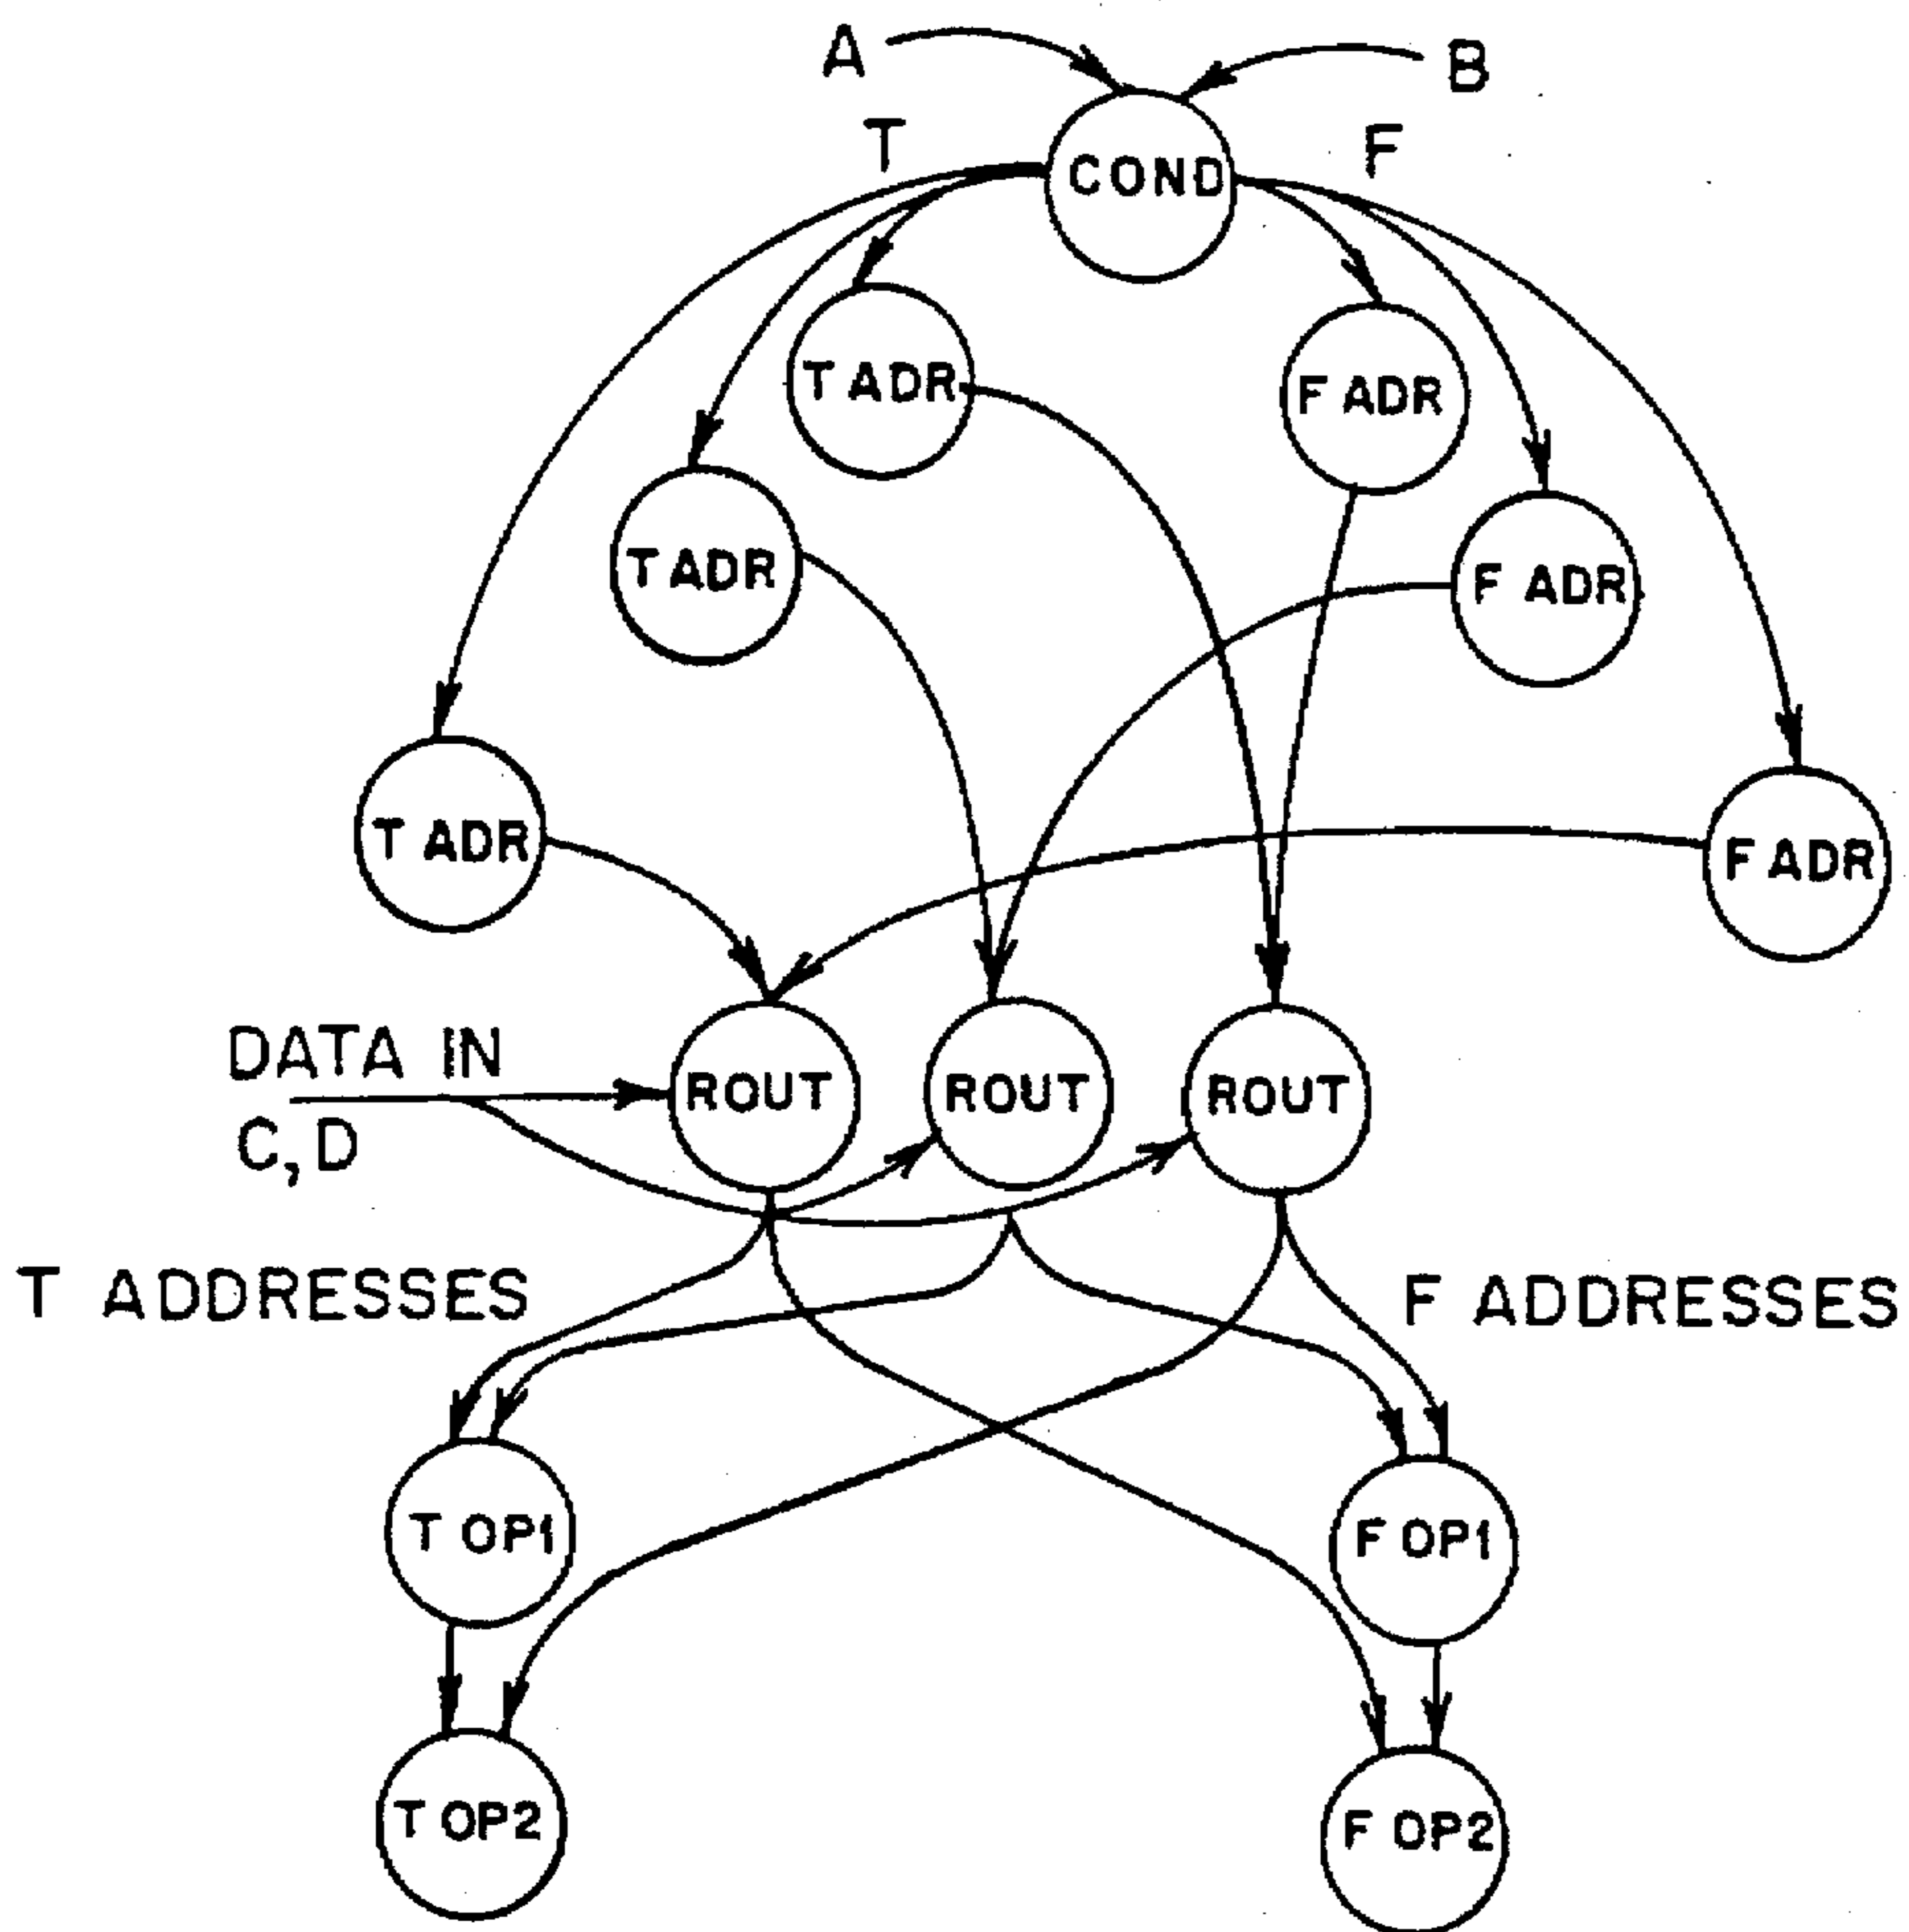 A
B
T
F
COND
T ADR
F ADR
T ADR
F ADR
T ADR
F ADR
DATA IN
C,D
ROUT
ROUT
ROUT
T ADDRESSES
F ADDRESSES
T OP1
F OP1
T OP2
F OP2